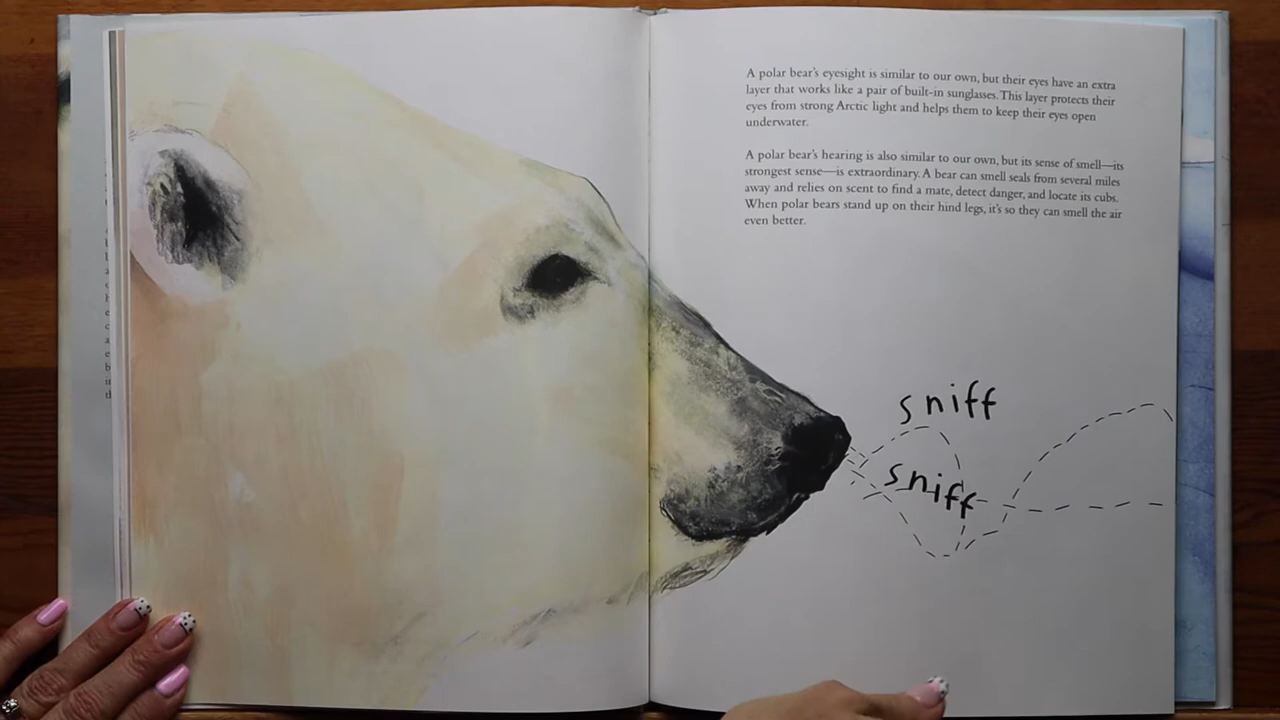 A polar bear's eyesight is similar to our own, but their eyes have an extra
layer that works like a pair of built-in sunglasses. This layer protects their
eyes from strong Arctic light and helps them to keep their eyes open
underwater.
A polar bear's hearing is also similar to our own, but its sense of smell—its
strongest sense—is extraordinary. A bear can smell seals from several miles
away and relies on scent to find a mate, detect danger, and locate its cubs.
When polar bears stand up on their hind legs, it's so they can smell the air
even better.
sniff
sniff